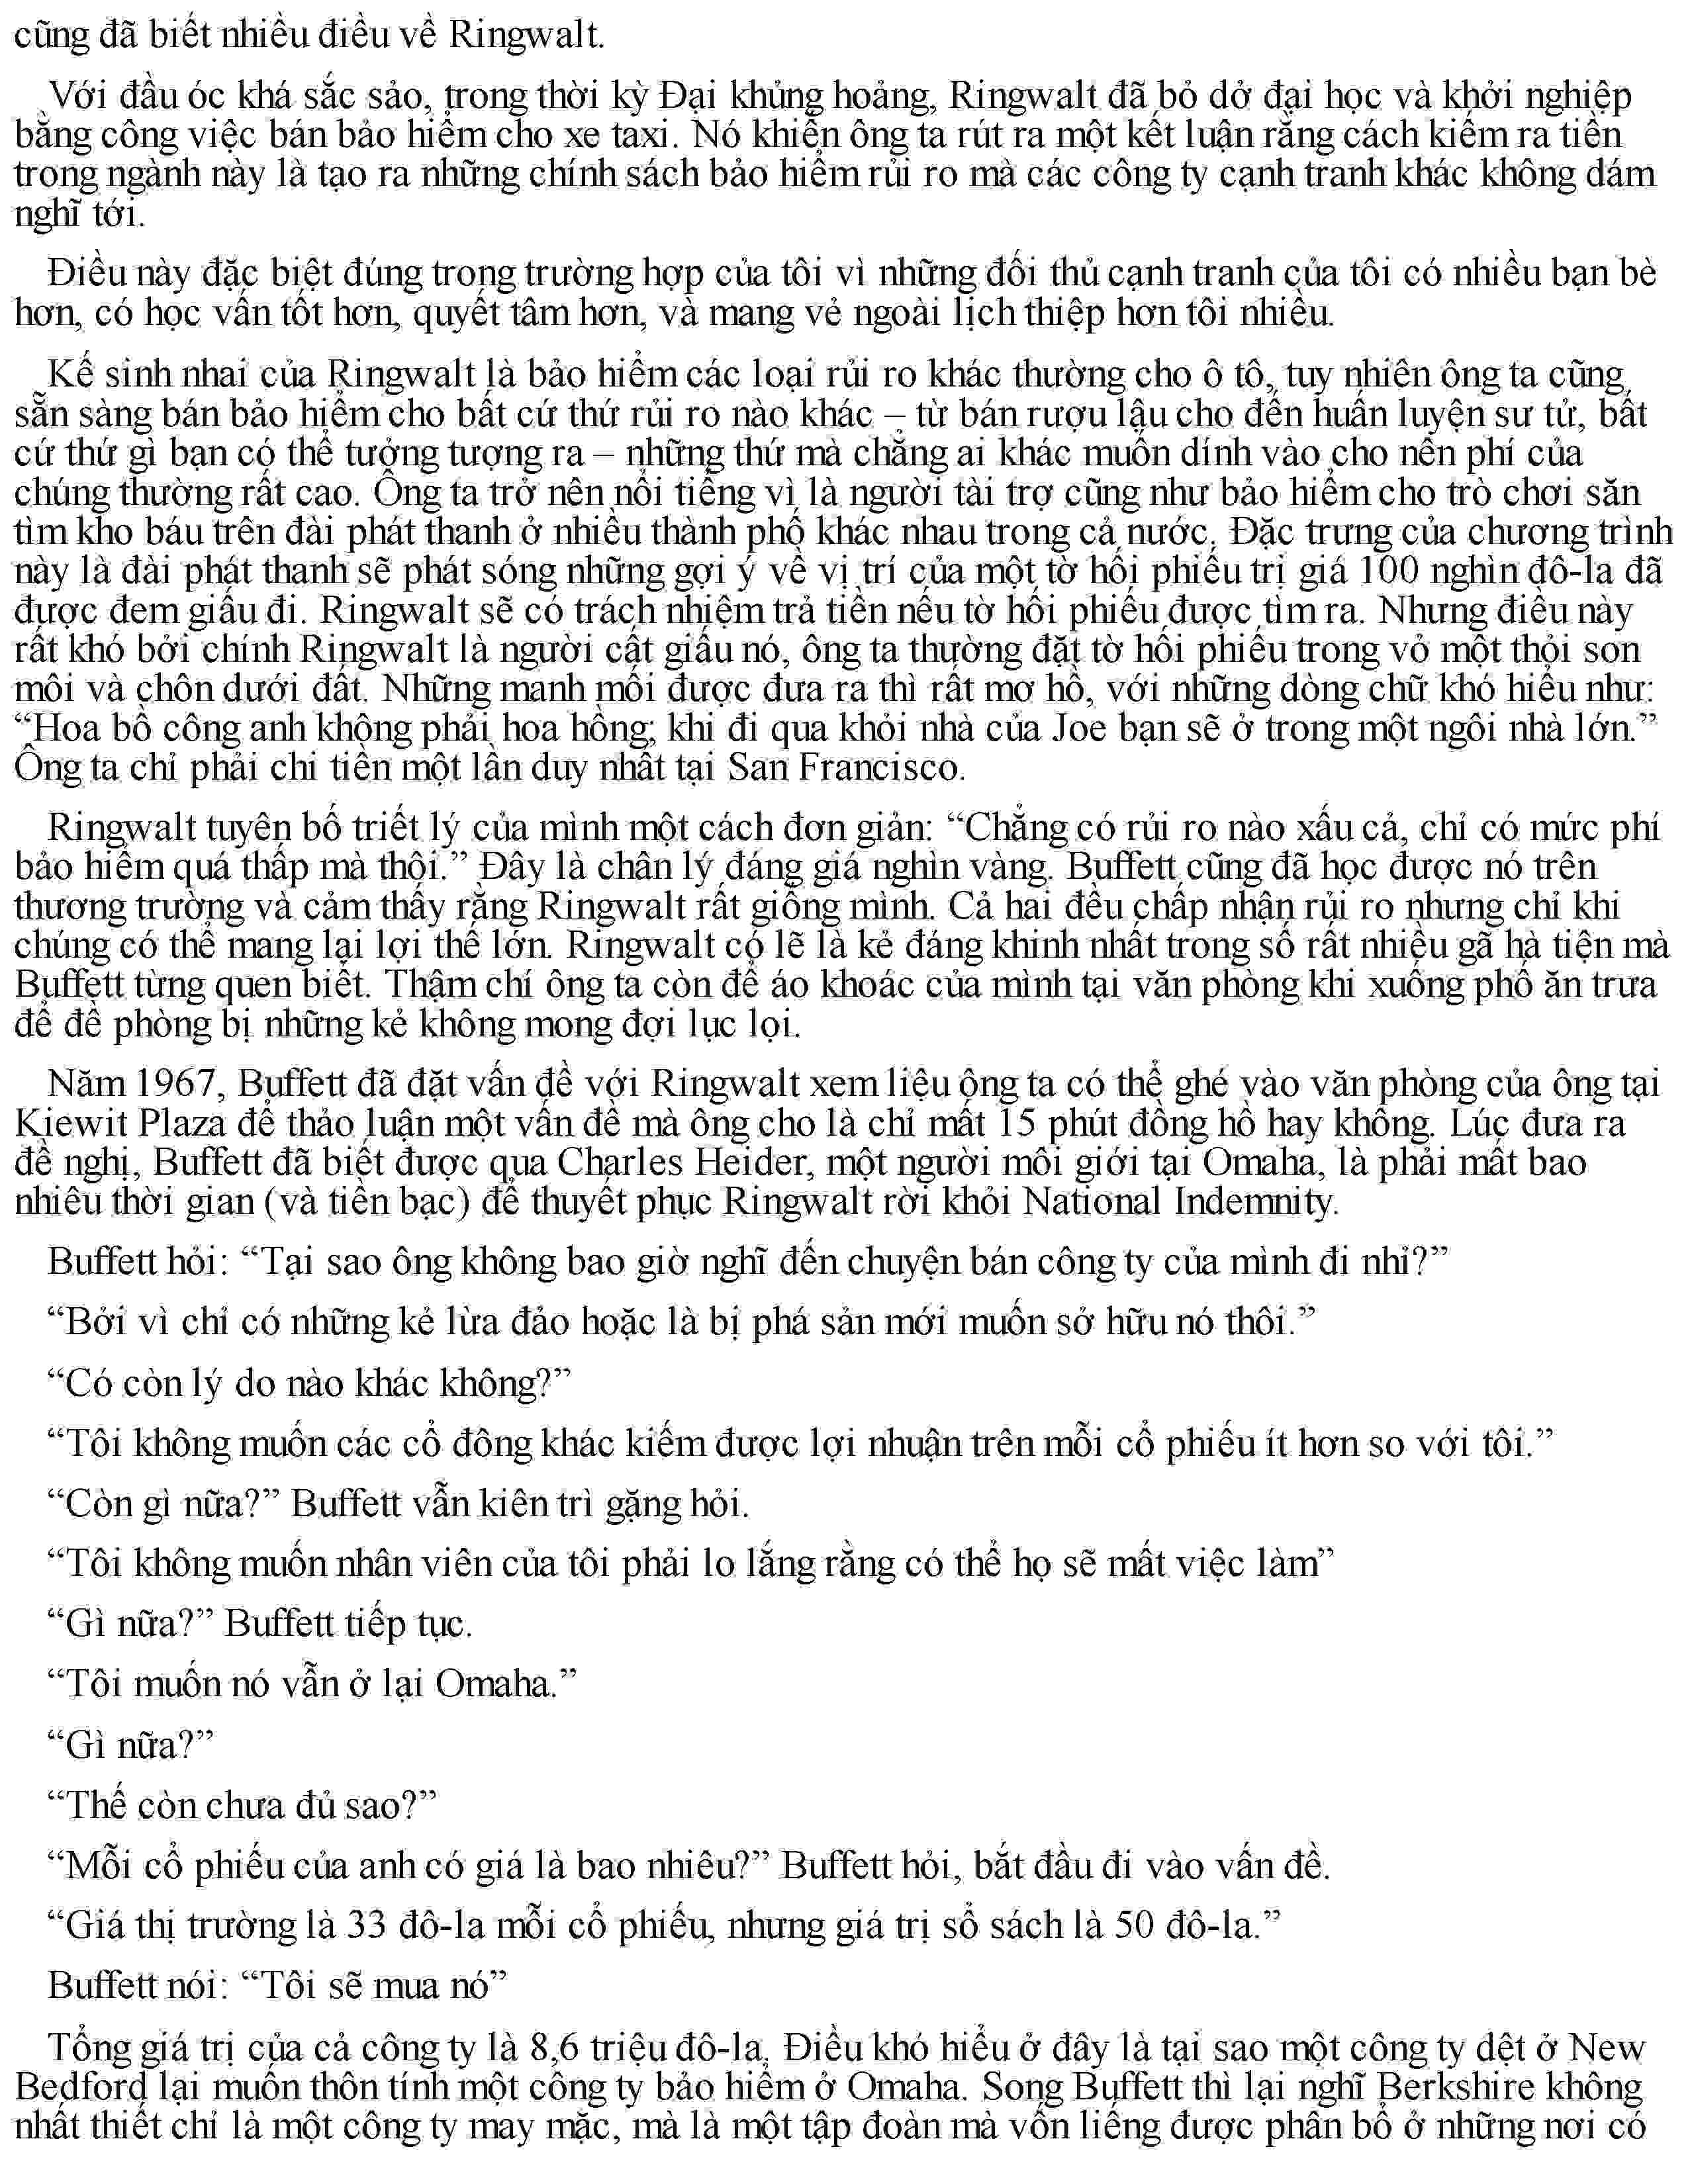 cũng đã biết nhiều điều về Ringwalt.
Với đầu óc khá sắc sảo, trong thời kỳ Đại khủng hoảng, Ringwalt đã bỏ dở đại học và khởi nghiệp
bằng công việc bán bảo hiểm cho xe taxi. Nó khiến ông ta rút ra một kết luận rằng cách kiếm ra tiền
trong ngành này là tạo ra những chính sách bảo hiểm rủi ro mà các công ty cạnh tranh khác không dám
nghĩ tới.
Điều này đặc biệt đúng trong trường hợp của tôi vì những đối thủ cạnh tranh của tôi có nhiều bạn bè
hơn, có học vấn tốt hơn, quyết tâm hơn, và mang vẻ ngoài lịch thiệp hơn tôi nhiều.
Kế sinh nhai của Ringwalt là bảo hiểm các loại rủi ro khác thường cho ô tô, tuy nhiên ông ta cũng
sẵn sàng bán bảo hiểm cho bất cứ thứ rủi ro nào khác – từ bán rượu lậu cho đến huấn luyện sư tử, bất
cứ thứ gì bạn có thể tưởng tượng ra – những thứ mà chẳng ai khác muốn dính vào cho nên phí của
chúng thường rất cao. Ông ta trở nên nổi tiếng vì là người tài trợ cũng như bảo hiểm cho trò chơi săn
tìm kho báu trên đài phát thanh ở nhiều thành phố khác nhau trong cả nước. Đặc trưng của chương trình
này là đài phát thanh sẽ phát sóng những gợi ý về vị trí của một tờ hối phiếu trị giá 100 nghìn đô-la đã
được đem giấu đi. Ringwalt sẽ có trách nhiệm trả tiền nếu tờ hối phiếu được tìm ra. Nhưng điều này
rất khó bởi chính Ringwalt là người cất giấu nó, ông ta thường đặt tờ hối phiếu trong vỏ một thỏi son
môi và chôn dưới đất. Những manh mối được đưa ra thì rất mơ hồ, với những dòng chữ khó hiểu như:
“Hoa bồ công anh không phải hoa hồng; khi đi qua khỏi nhà của Joe bạn sẽ ở trong một ngôi nhà lớn.”
Ông ta chỉ phải chi tiền một lần duy nhất tại San Francisco.
Ringwalt tuyên bố triết lý của mình một cách đơn giản: “Chẳng có rủi ro nào xấu cả, chỉ có mức phí
bảo hiểm quá thấp mà thôi.” Đây là chân lý đáng giá nghìn vàng. Buffett cũng đã học được nó trên
thương trường và cảm thấy rằng Ringwalt rất giống mình. Cả hai đều chấp nhận rủi ro nhưng chỉ khi
chúng có thể mang lại lợi thế lớn. Ringwalt có lẽ là kẻ đáng khinh nhất trong số rất nhiều gã hà tiện mà
Buffett từng quen biết. Thậm chí ông ta còn để áo khoác của mình tại văn phòng khi xuống phố ăn trưa
để đề phòng bị những kẻ không mong đợi lục lọi.
Năm 1967, Buffett đã đặt vấn đề với Ringwalt xem liệu ông ta có thể ghé vào văn phòng của ông tại
Kiewit Plaza để thảo luận một vấn đề mà ông cho là chỉ mất 15 phút đồng hồ hay không. Lúc đưa ra
đề nghị, Buffett đã biết được qua Charles Heider, một người môi giới tại Omaha, là phải mất bao
nhiêu thời gian (và tiền bạc) để thuyết phục Ringwalt rời khỏi National Indemnity.
Buffett hỏi: “Tại sao ông không bao giờ nghĩ đến chuyện bán công ty của mình đi nhỉ?”
“Bởi vì chỉ có những kẻ lừa đảo hoặc là bị phá sản mới muốn sở hữu nó thôi.”
“Có còn lý do nào khác không?”
“Tôi không muốn các cổ đông khác kiếm được lợi nhuận trên mỗi cổ phiếu ít hơn so với tôi.”
“Còn gì nữa?” Buffett vẫn kiên trì gặng hỏi.
“Tôi không muốn nhân viên của tôi phải lo lắng rằng có thể họ sẽ mất việc làm”
“Gì nữa?” Buffett tiếp tục.
“Tôi muốn nó vẫn ở lại Omaha.”
“Gì nữa?”
“Thế còn chưa đủ sao?”
“Mỗi cổ phiếu của anh có giá là bao nhiêu?” Buffett hỏi, bắt đầu đi vào vấn đề.
“Giá thị trường là 33 đô-la mỗi cổ phiếu, nhưng giá trị sổ sách là 50 đô-la.”
Buffett nói: “Tôi sẽ mua nó”
Tổng giá trị của cả công ty là 8,6 triệu đô-la. Điều khó hiểu ở đây là tại sao một công ty dệt ở New
Bedford lại muốn thôn tính một công ty bảo hiểm ở Omaha. Song Buffett thì lại nghĩ Berkshire không
nhất thiết chỉ là một công ty may mặc, mà là một tập đoàn mà vốn liếng được phân bổ ở những nơi có